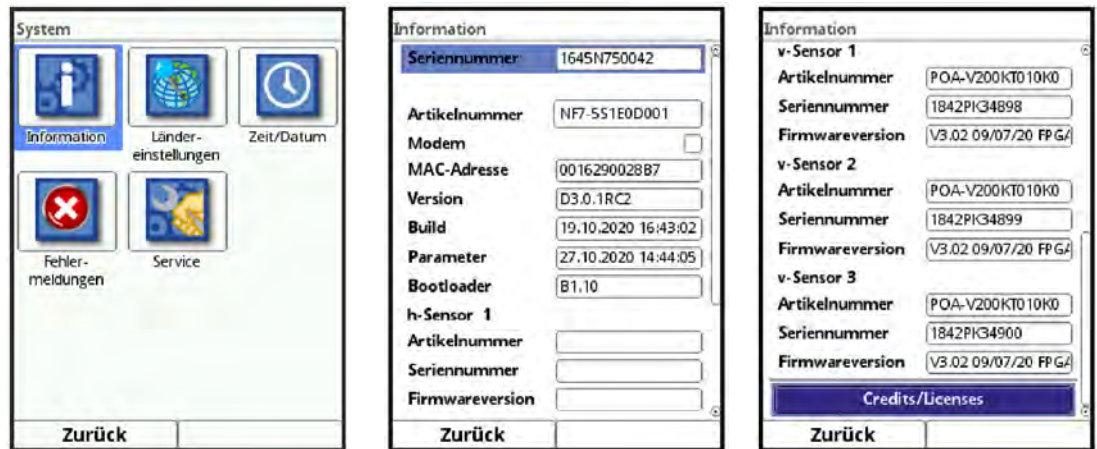 System
Information
Länder-
einstellungen
Zeit/Datum
Fehler-
meldungen
Service
Zurück
Information
Seriennummer 1645N750042
Artikelnummer NF7-5S1E0D001
Modem
MAC-Adresse 0016290028B7
Version D3.0.1RC2
Build 19.10.2020 16:43:02
Parameter 27.10.2020 14:44:05
Bootloader B1.10
h-Sensor 1
Artikelnummer
Seriennummer
Firmwareversion
Zurück
Information
v-Sensor 1
Artikelnummer POA-V200KT010K0
Seriennummer 1842PK34898
Firmwareversion V3.02 09/07/20 FPGA
v-Sensor 2
Artikelnummer POA-V200KT010K0
Seriennummer 1842PK34899
Firmwareversion V3.02 09/07/20 FPGA
v-Sensor 3
Artikelnummer POA-V200KT010K0
Seriennummer 1842PK34900
Firmwareversion V3.02 09/07/20 FPGA
Credits/Licenses
Zurück